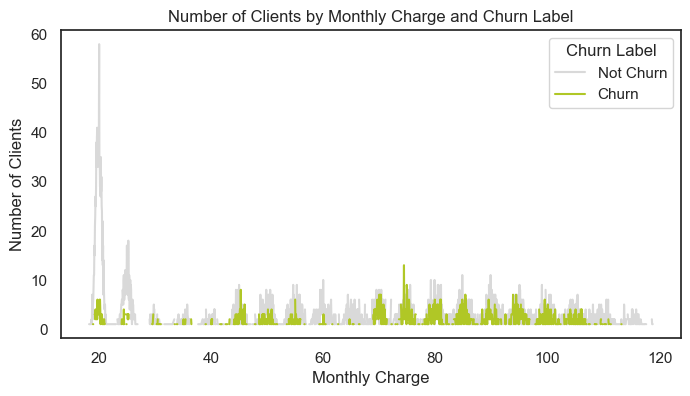 Number of Clients by Monthly Charge and Churn Label
60
50
40
30
20
10
0
Number of Clients
Churn Label
Not Churn
Churn
20 40 60 80 100 120
Monthly Charge